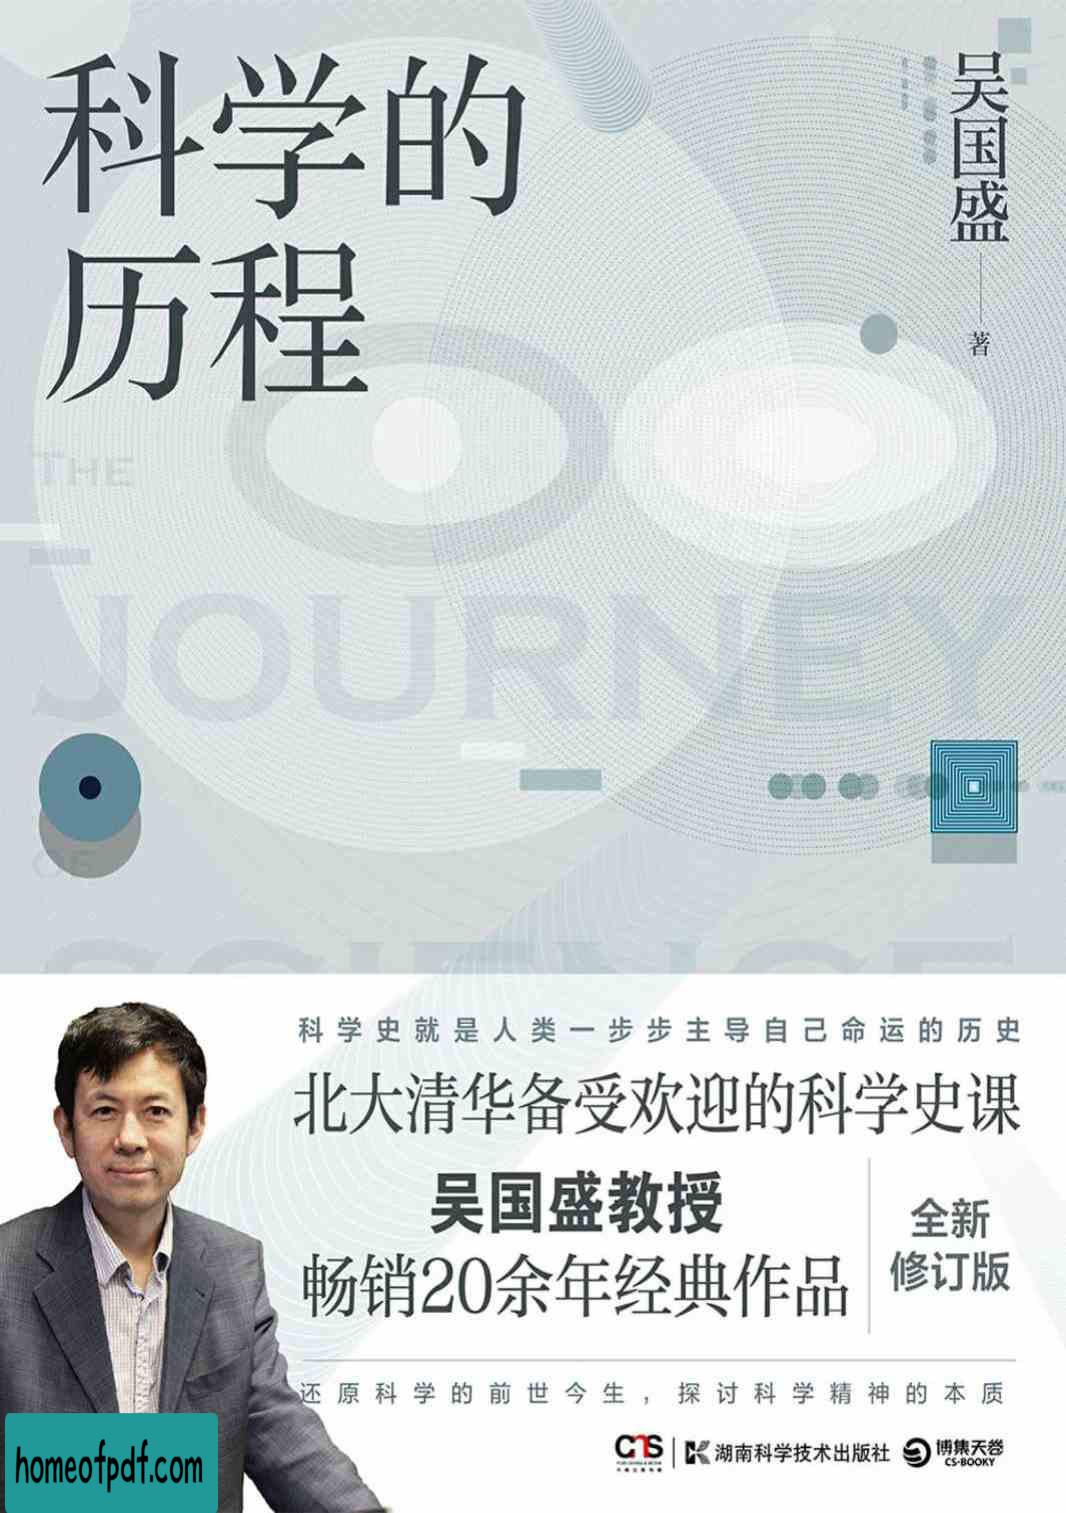 科学的
历程
吴国盛
著
THE
JOURNEY
OF
SCIENCE
科学史就是人类一步步主导自己命运的历史
北大清华备受欢迎的科学史课
吴国盛教授
畅销20余年经典作品
全新
修订版
还原科学的前世今生，探讨科学精神的本质
CNS
湖南科学技术出版社
博集天卷
CS-BOOKY
homeofpdf.com